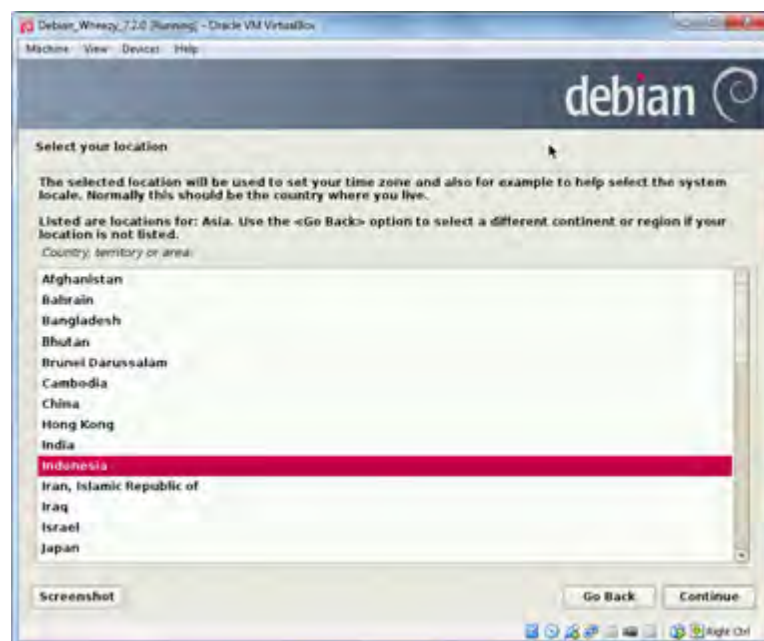 Debian_Wheezy_7.2.0 [Running] - Oracle VM VirtualBox
Machine View Devices Help
debian
Select your location
The selected location will be used to set your time zone and also for example to help select the system
locale. Normally this should be the country where you live.
Listed are locations for: Asia. Use the <Go Back> option to select a different continent or region if your
location is not listed.
Country, territory or area:
Afghanistan
Bahrain
Bangladesh
Bhutan
Brunei Darussalam
Cambodia
China
Hong Kong
India
Indonesia
Iran, Islamic Republic of
Iraq
Israel
Japan
Screenshot
Go Back
Continue
Right Ctrl